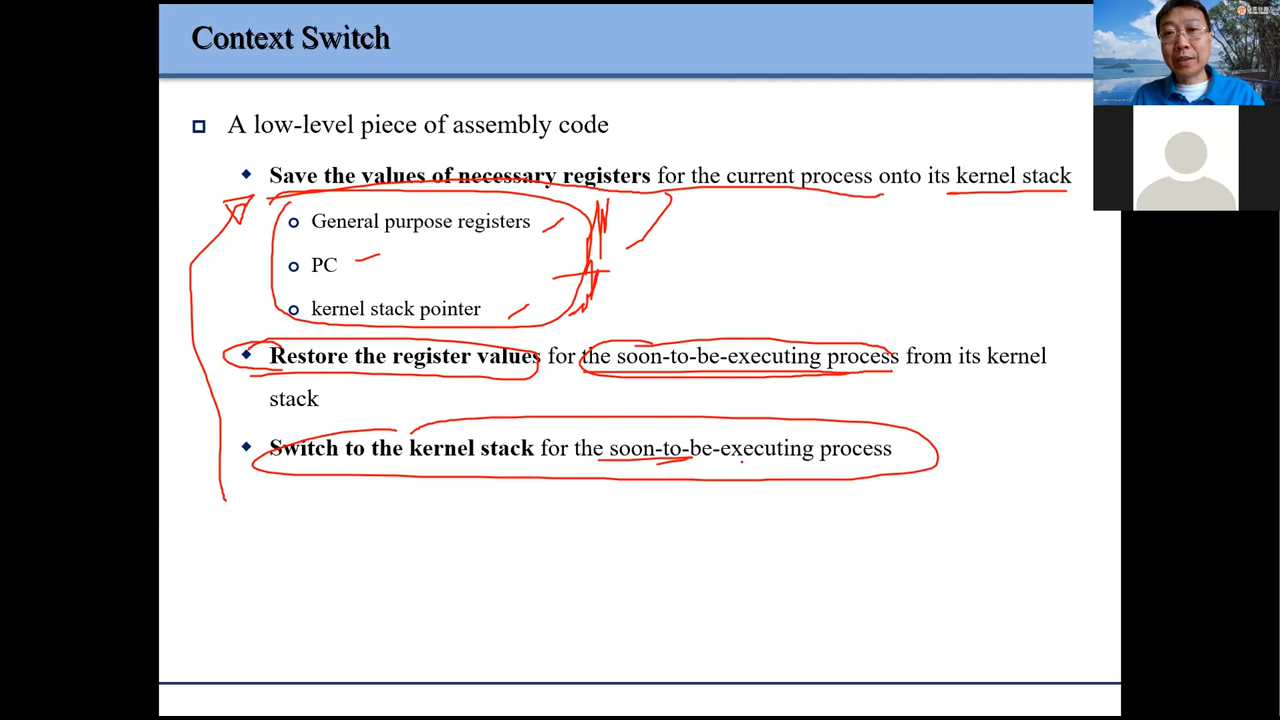 Context Switch
A low-level piece of assembly code
Save the values of necessary registers for the current process onto its kernel stack
General purpose registers
PC
kernel stack pointer
Restore the register values for the soon-to-be-executing process from its kernel
stack
Switch to the kernel stack for the soon-to-be-executing process